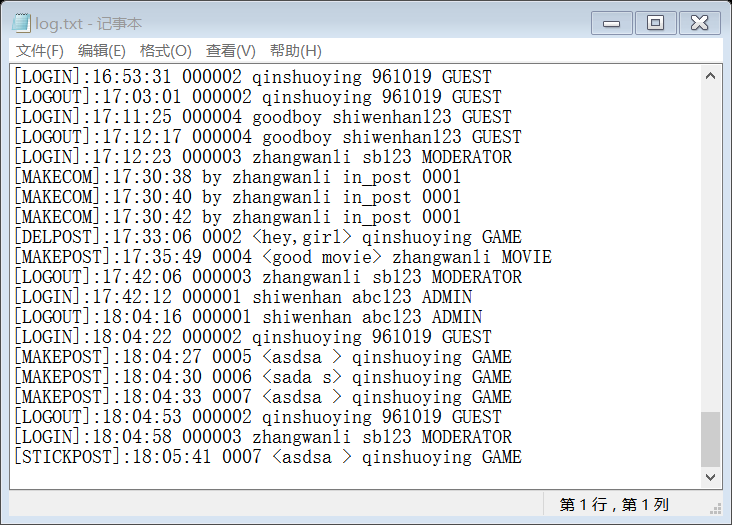 log.txt - 记事本
文件(F) 编辑(E) 格式(O) 查看(V) 帮助(H)
[LOGIN]:16:53:31 000002 qinshuoying 961019 GUEST
[LOGOUT]:17:03:01 000002 qinshuoying 961019 GUEST
[LOGIN]:17:11:25 000004 goodboy shiwenhan123 GUEST
[LOGOUT]:17:12:17 000004 goodboy shiwenhan123 GUEST
[LOGIN]:17:12:23 000003 zhangwanli sb123 MODERATOR
[MAKECOM]:17:30:38 by zhangwanli in_post 0001
[MAKECOM]:17:30:40 by zhangwanli in_post 0001
[MAKECOM]:17:30:42 by zhangwanli in_post 0001
[DELPOST]:17:33:06 0002 <hey,girl> qinshuoying GAME
[MAKEPOST]:17:35:49 0004 <good movie> zhangwanli MOVIE
[LOGOUT]:17:42:06 000003 zhangwanli sb123 MODERATOR
[LOGIN]:17:42:12 000001 shiwenhan abc123 ADMIN
[LOGOUT]:18:04:16 000001 shiwenhan abc123 ADMIN
[LOGIN]:18:04:22 000002 qinshuoying 961019 GUEST
[MAKEPOST]:18:04:27 0005 <asdsa > qinshuoying GAME
[MAKEPOST]:18:04:30 0006 <sada s> qinshuoying GAME
[MAKEPOST]:18:04:33 0007 <asdsa > qinshuoying GAME
[LOGOUT]:18:04:53 000002 qinshuoying 961019 GUEST
[LOGIN]:18:04:58 000003 zhangwanli sb123 MODERATOR
[STICKPOST]:18:05:41 0007 <asdsa > qinshuoying GAME
第 1 行，第 1 列